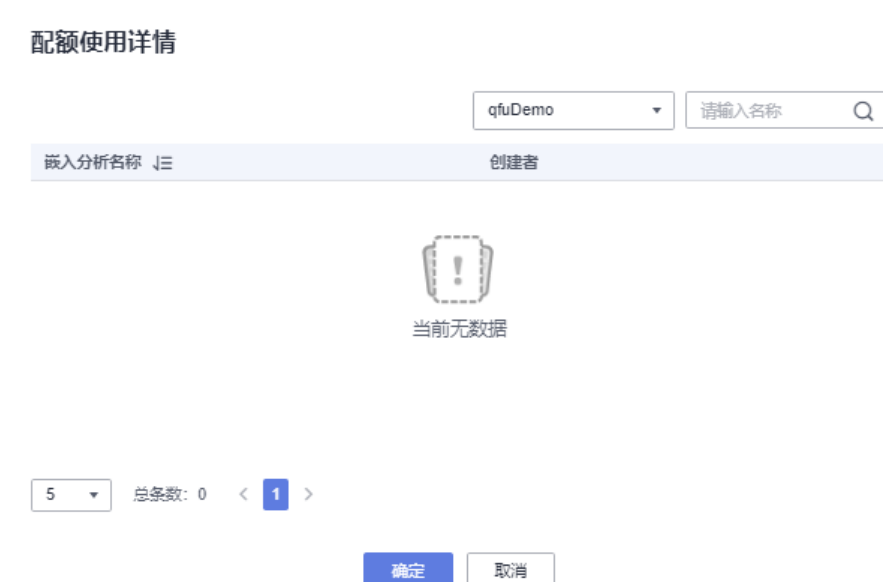 配额使用详情
qfuDemo 请输入名称
嵌入分析名称 创建者
当前无数据
5 总条数: 0 < 1 >
确定 取消